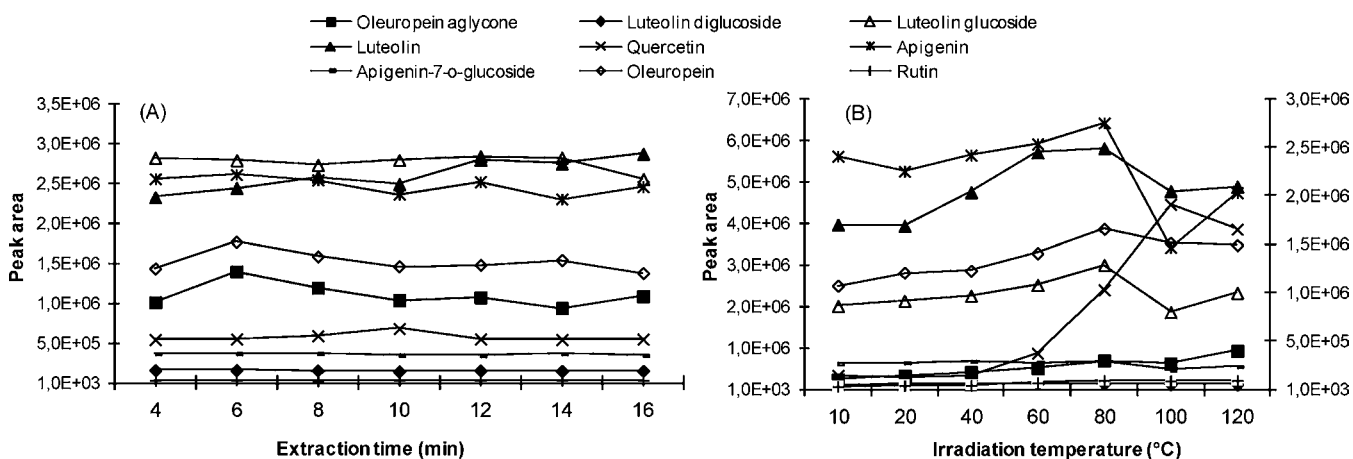 Oleuropein aglycone Luteolin diglucoside Luteolin glucoside
Luteolin Quercetin Apigenin
Apigenin-7-o-glucoside Oleuropein Rutin
(A)
Peak area
3,5E+06
3,0E+06
2,5E+06
2,0E+06
1,5E+06
1,0E+06
5,0E+05
1,0E+03
4 6 8 10 12 14 16
Extraction time (min)
(B)
Peak area
7,0E+06
6,0E+06
5,0E+06
4,0E+06
3,0E+06
2,0E+06
1,0E+06
1,0E+03
3,0E+06
2,5E+06
2,0E+06
1,5E+06
1,0E+06
5,0E+05
1,0E+03
10 20 40 60 80 100 120
Irradiation temperature (°C)